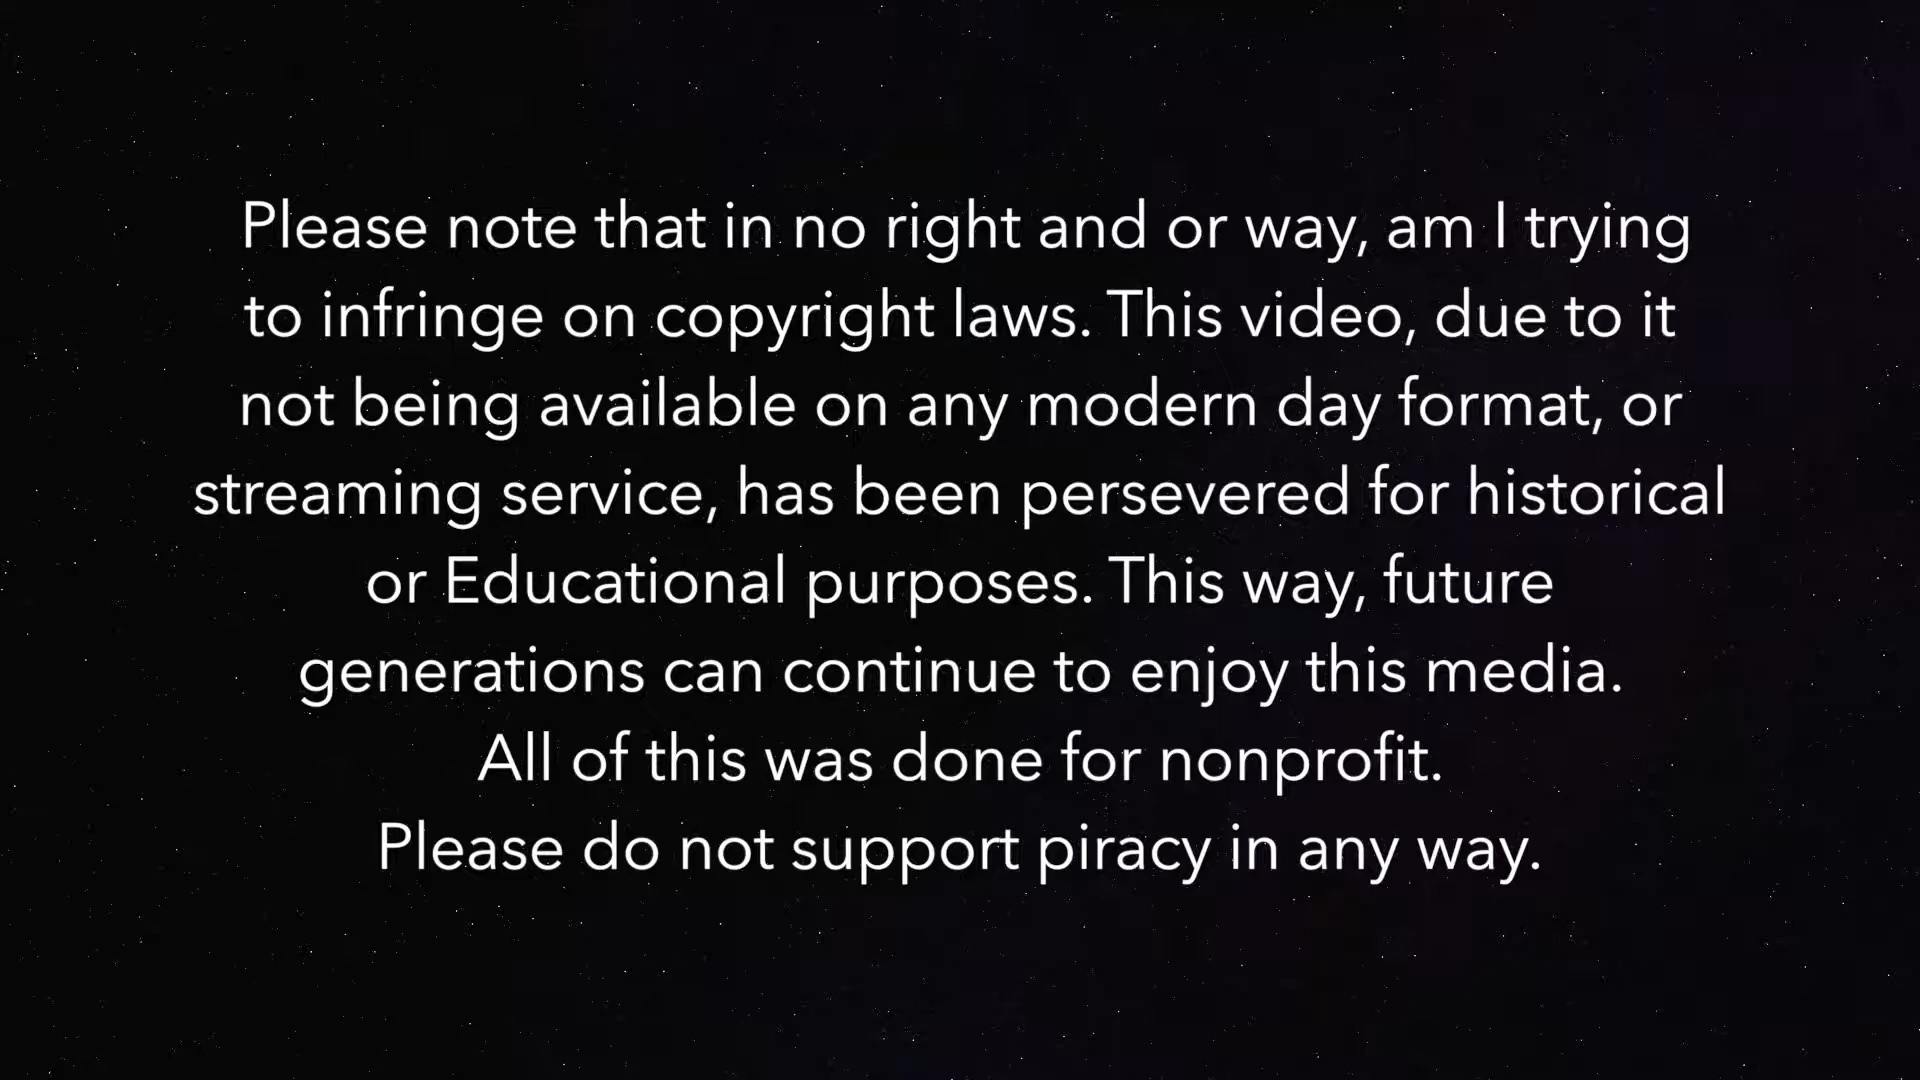 Please note that in no right and or way, am I trying
to infringe on copyright laws. This video, due to it
not being available on any modern day format, or
streaming service, has been persevered for historical
or Educational purposes. This way, future
generations can continue to enjoy this media.
All of this was done for nonprofit.
Please do not support piracy in any way.